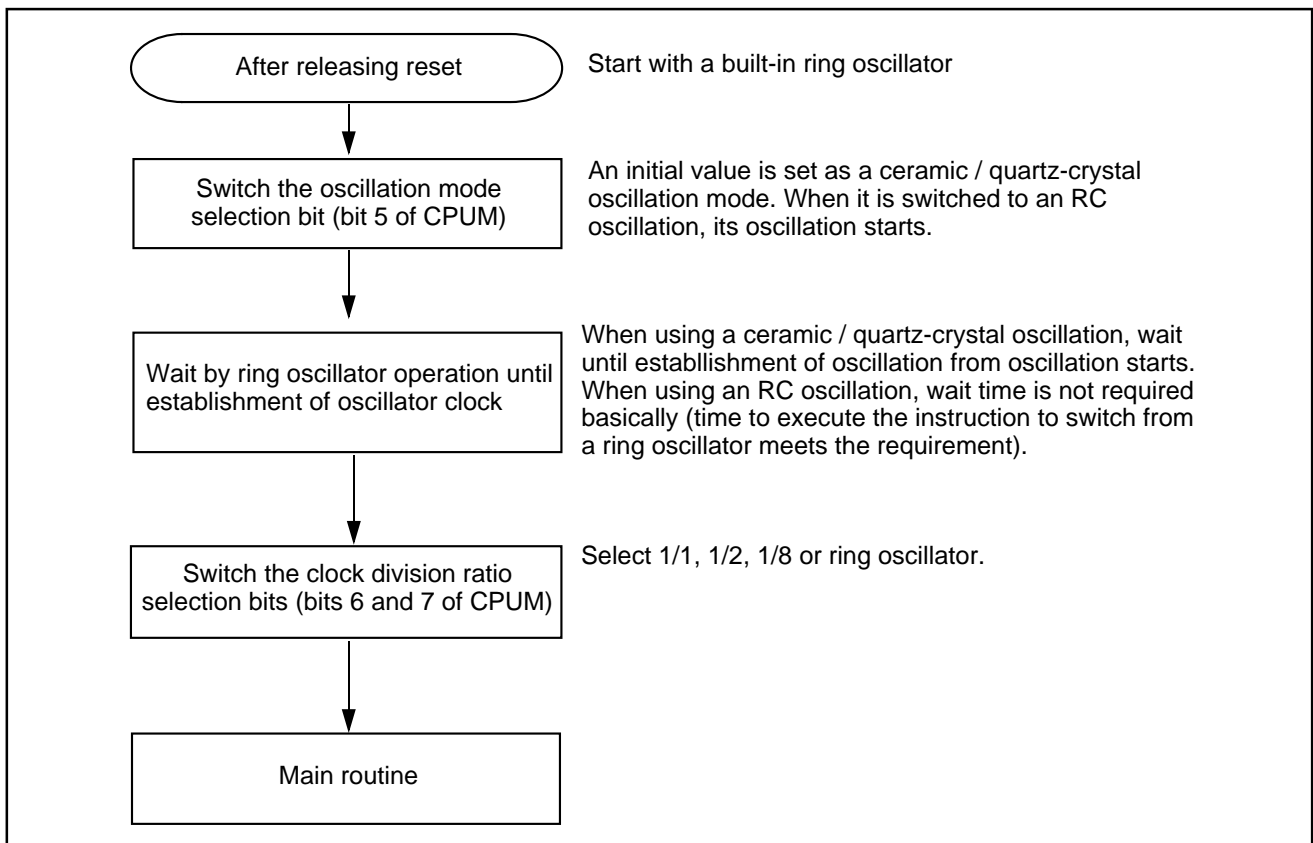 After releasing reset
Start with a built-in ring oscillator
Switch the oscillation mode
selection bit (bit 5 of CPUM)
An initial value is set as a ceramic / quartz-crystal
oscillation mode. When it is switched to an RC
oscillation, its oscillation starts.
Wait by ring oscillator operation until
establishment of oscillator clock
When using a ceramic / quartz-crystal oscillation, wait
until establlishment of oscillation from oscillation starts.
When using an RC oscillation, wait time is not required
basically (time to execute the instruction to switch from
a ring oscillator meets the requirement).
Switch the clock division ratio
selection bits (bits 6 and 7 of CPUM)
Select 1/1, 1/2, 1/8 or ring oscillator.
Main routine